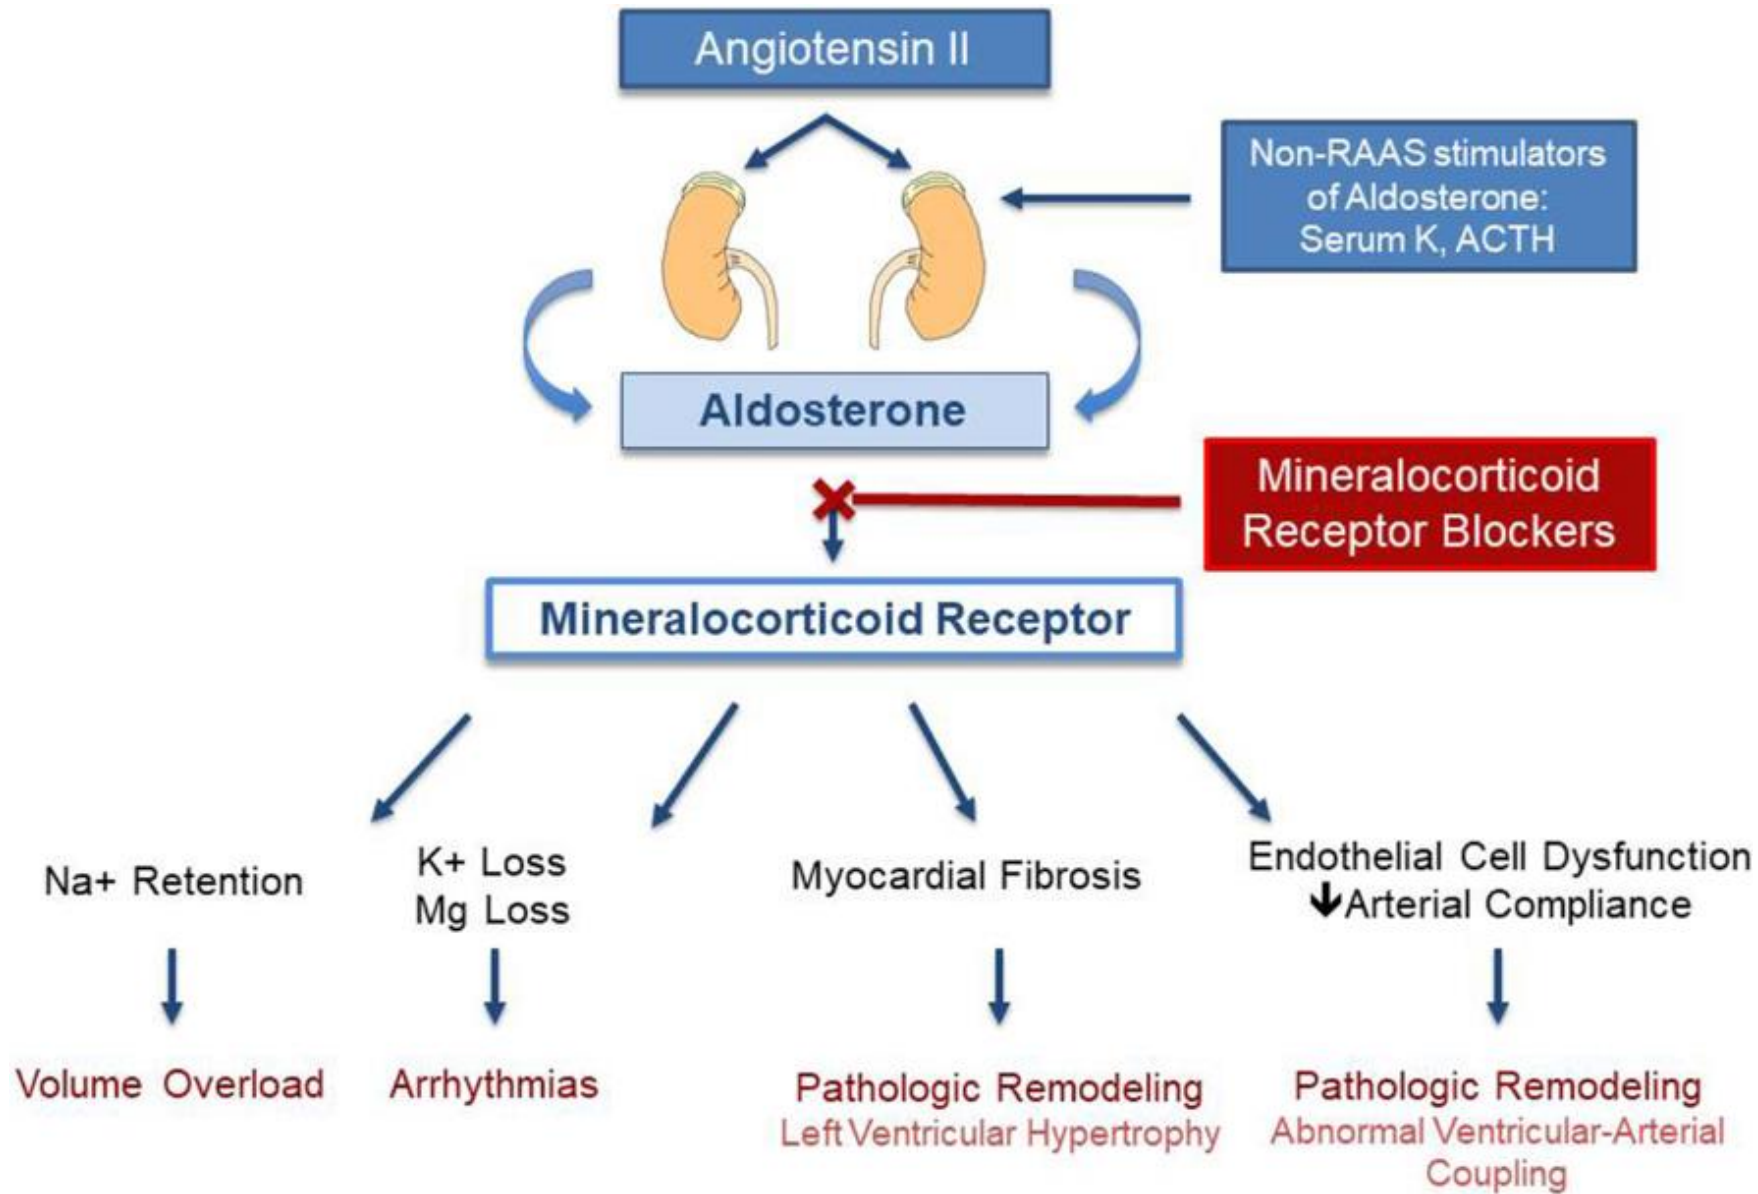 Angiotensin II
Non-RAAS stimulators
of Aldosterone:
Serum K, ACTH
Aldosterone
Mineralocorticoid
Receptor Blockers
Mineralocorticoid Receptor
Na+ Retention
K+ Loss
Mg Loss
Myocardial Fibrosis
Endothelial Cell Dysfunction
↓Arterial Compliance
Volume Overload
Arrhythmias
Pathologic Remodeling
Left Ventricular Hypertrophy
Pathologic Remodeling
Abnormal Ventricular-Arterial
Coupling